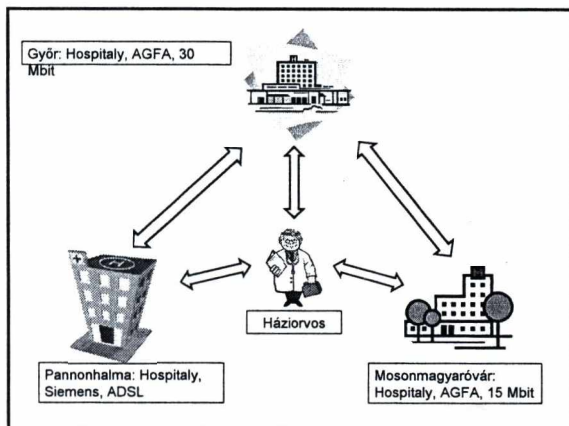 Győr: Hospitaly, AGFA, 30
Mbit
H
Háziorvos
Pannonhalma: Hospitaly,
Siemens, ADSL
Mosonmagyaróvár:
Hospitaly, AGFA, 15 Mbit